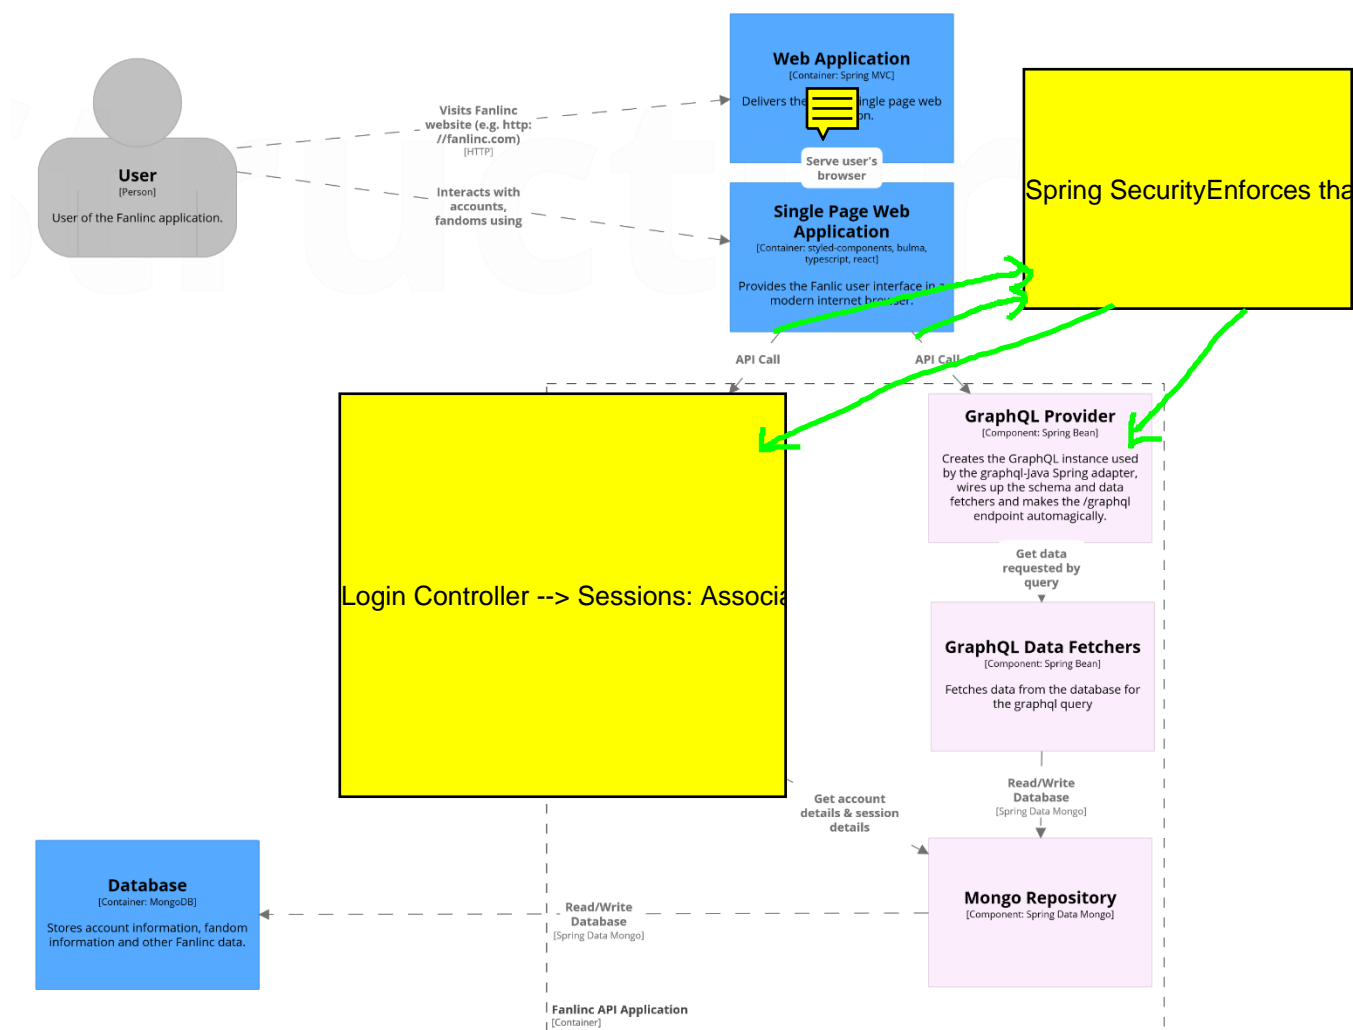 Web Application
[Container: Spring MVC]
Delivers the ingle page web
on.
Visits Fanlinc
website (e.g. http:
//fanlinc.com)
[HTTP]
Serve user's
browser
User
[Person]
User of the Fanlinc application.
Interacts with
accounts,
fandoms using
Single Page Web
Application
[Container: styled-components, bulma,
typescript, react]
Provides the Fanlic user interface in a
modern internet browser.
Spring SecurityEnforces tha
API Call
API Call
GraphQL Provider
[Component: Spring Bean]
Creates the GraphQL instance used
by the graphql-Java Spring adapter,
wires up the schema and data
fetchers and makes the /graphql
endpoint automagically.
Get data
requested by
query
Login Controller --> Sessions: Associa
GraphQL Data Fetchers
[Component: Spring Bean]
Fetches data from the database for
the graphql query
Read/Write
Database
[Spring Data Mongo]
Get account
details & session
details
Mongo Repository
[Component: Spring Data Mongo]
Database
[Container: MongoDB]
Stores account information, fandom
information and other Fanlinc data.
Read/Write
Database
[Spring Data Mongo]
Fanlinc API Application
[Container]